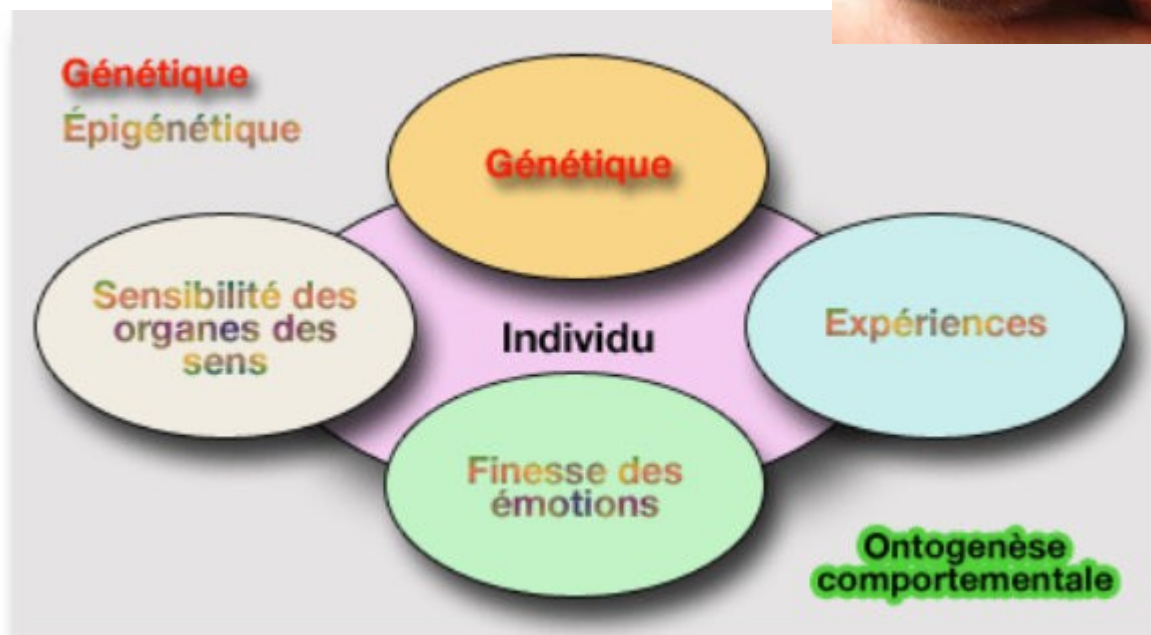 Génétique
Épigénétique
Génétique
Sensibilité des
organes des
sens
Individu
Expériences
Finesse des
émotions
Ontogenèse
comportementale